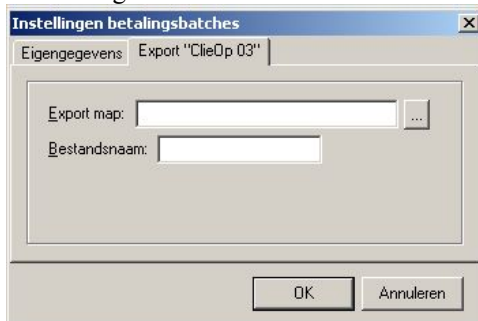 Instellingen betalingsbatches
Eigengegevens Export "ClieOp 03"
Export map: ...
Bestandsnaam:
OK Annuleren